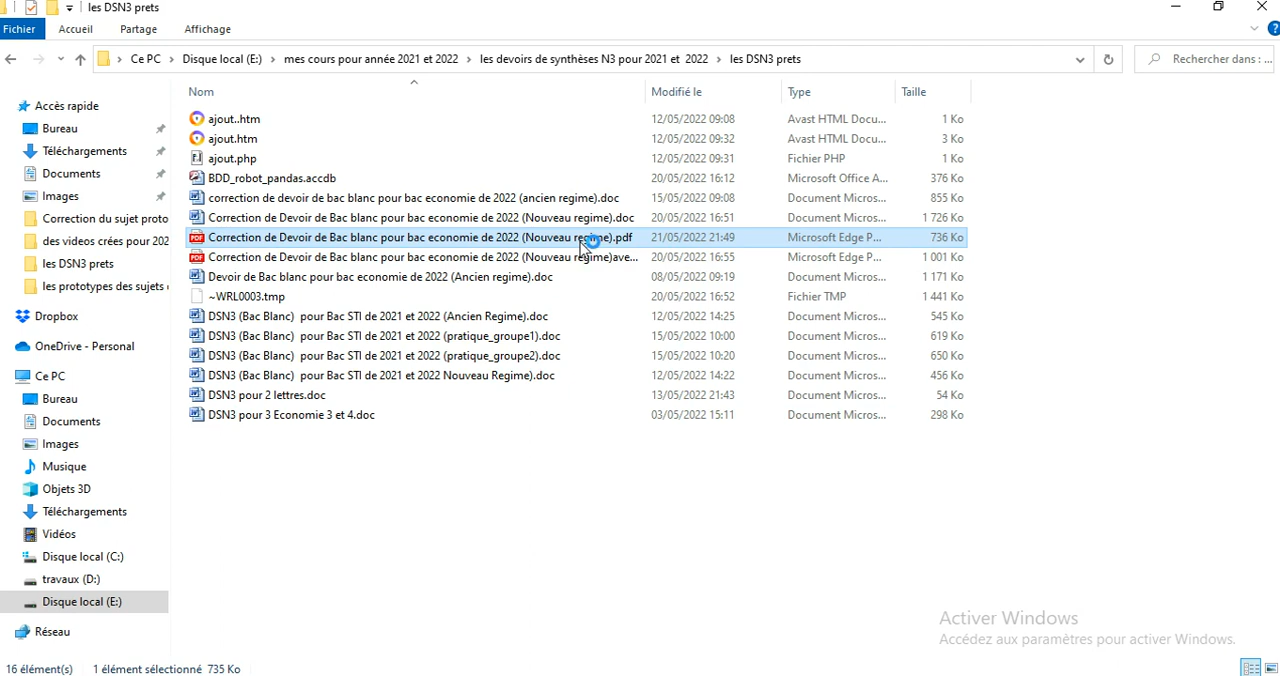 les DSN3 prets
Fichier Accueil Partage Affichage
Ce PC › Disque local (E:) › mes cours pour année 2021 et 2022 › les devoirs de synthèses N3 pour 2021 et 2022 › les DSN3 prets
Rechercher dans : ...
Nom Modifié le Type Taille
ajout..htm 12/05/2022 09:08 Avast HTML Docu... 1 Ko
ajout.htm 12/05/2022 09:32 Avast HTML Docu... 3 Ko
ajout.php 12/05/2022 09:31 Fichier PHP 1 Ko
BDD_robot_pandas.accdb 20/05/2022 16:12 Microsoft Office A... 376 Ko
correction de devoir de bac blanc pour bac economie de 2022 (ancien regime).doc 15/05/2022 09:08 Document Micros... 855 Ko
Correction de Devoir de Bac blanc pour bac economie de 2022 (Nouveau regime).doc 20/05/2022 16:51 Document Micros... 1 726 Ko
Correction de Devoir de Bac blanc pour bac economie de 2022 (Nouveau regime).pdf 21/05/2022 21:49 Microsoft Edge P... 736 Ko
Correction de Devoir de Bac blanc pour bac economie de 2022 (Nouveau regime)ave... 20/05/2022 16:55 Microsoft Edge P... 1 001 Ko
Devoir de Bac blanc pour bac economie de 2022 (Ancien regime).doc 08/05/2022 09:19 Document Micros... 1 171 Ko
~WRL0003.tmp 20/05/2022 16:52 Fichier TMP 1 441 Ko
DSN3 (Bac Blanc) pour Bac STI de 2021 et 2022 (Ancien Regime).doc 12/05/2022 14:25 Document Micros... 545 Ko
DSN3 (Bac Blanc) pour Bac STI de 2021 et 2022 (pratique_groupe1).doc 15/05/2022 10:00 Document Micros... 619 Ko
DSN3 (Bac Blanc) pour Bac STI de 2021 et 2022 (pratique_groupe2).doc 15/05/2022 10:20 Document Micros... 650 Ko
DSN3 (Bac Blanc) pour Bac STI de 2021 et 2022 Nouveau Regime).doc 12/05/2022 14:22 Document Micros... 456 Ko
DSN3 pour 2 lettres.doc 13/05/2022 21:43 Document Micros... 54 Ko
DSN3 pour 3 Economie 3 et 4.doc 03/05/2022 15:11 Document Micros... 298 Ko
Accès rapide
Bureau
Téléchargements
Documents
Images
Correction du sujet proto
des videos crées pour 202
les DSN3 prets
les prototypes des sujets
Dropbox
OneDrive - Personal
Ce PC
Bureau
Documents
Images
Musique
Objets 3D
Téléchargements
Vidéos
Disque local (C:)
travaux (D:)
Disque local (E:)
Réseau
Activer Windows
Accédez aux paramètres pour activer Windows.
16 élément(s) 1 élément sélectionné 735 Ko